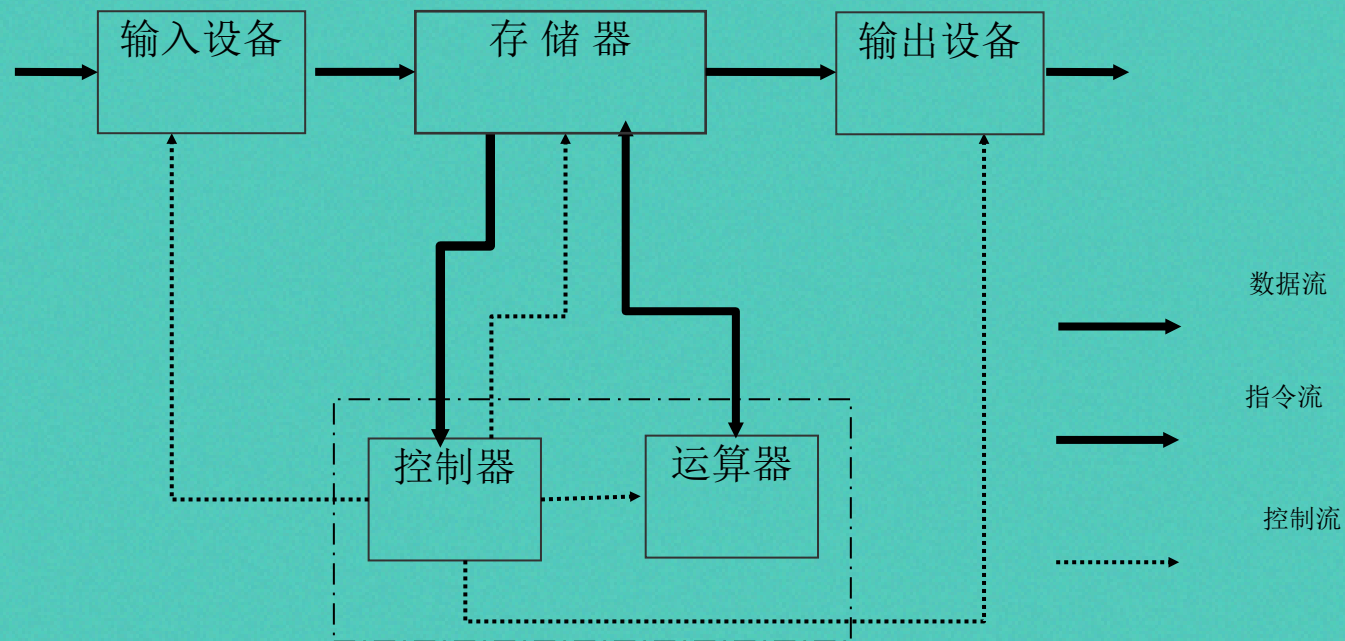 输入设备
存 储 器
输出设备
数据流
指令流
控制器
运算器
控制流